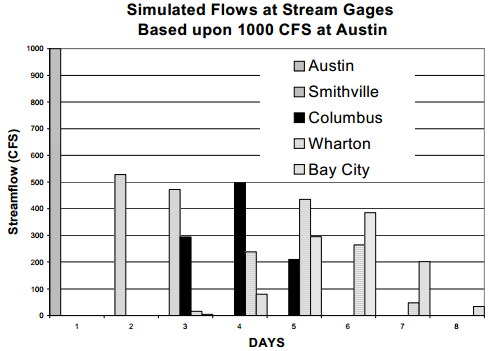 Simulated Flows at Stream Gages
Based upon 1000 CFS at Austin
1000
900
800
700
600
500
400
300
200
100
0
Streamflow (CFS)
Austin
Smithville
Columbus
Wharton
Bay City
1 2 3 4 5 6 7 8
DAYS